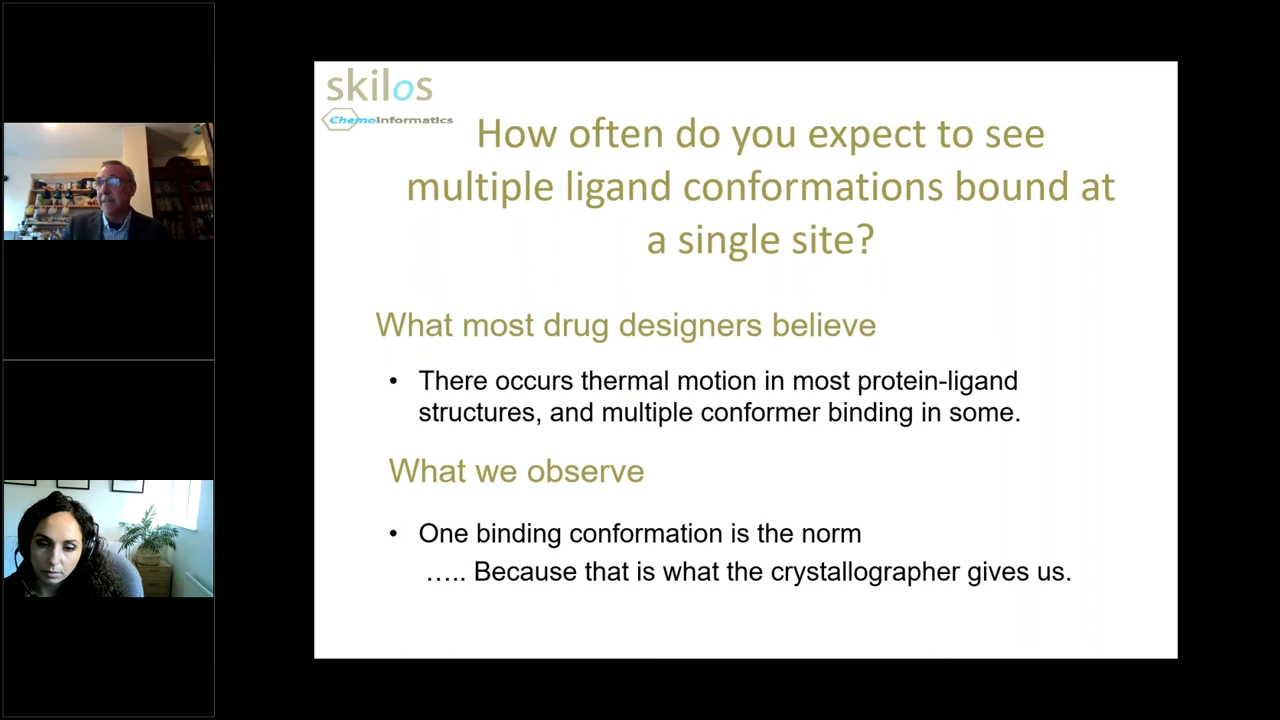 skilos
ChemoInformatics
How often do you expect to see
multiple ligand conformations bound at
a single site?
What most drug designers believe
• There occurs thermal motion in most protein-ligand
structures, and multiple conformer binding in some.
What we observe
• One binding conformation is the norm
….. Because that is what the crystallographer gives us.